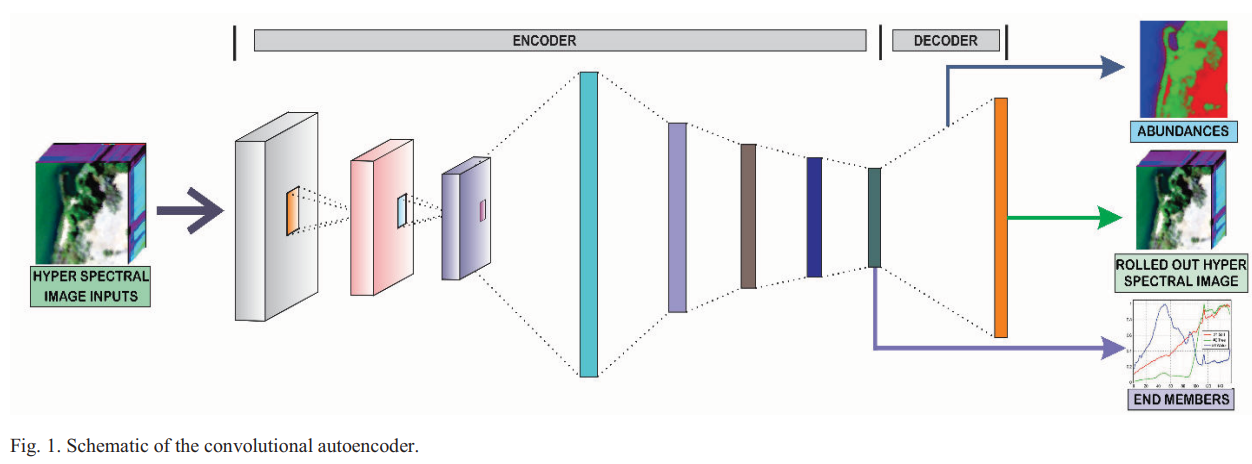 ENCODER
DECODER
ABUNDANCES
HYPER SPECTRAL
IMAGE INPUTS
ROLLED OUT HYPER
SPECTRAL IMAGE
END MEMBERS
Fig. 1. Schematic of the convolutional autoencoder.